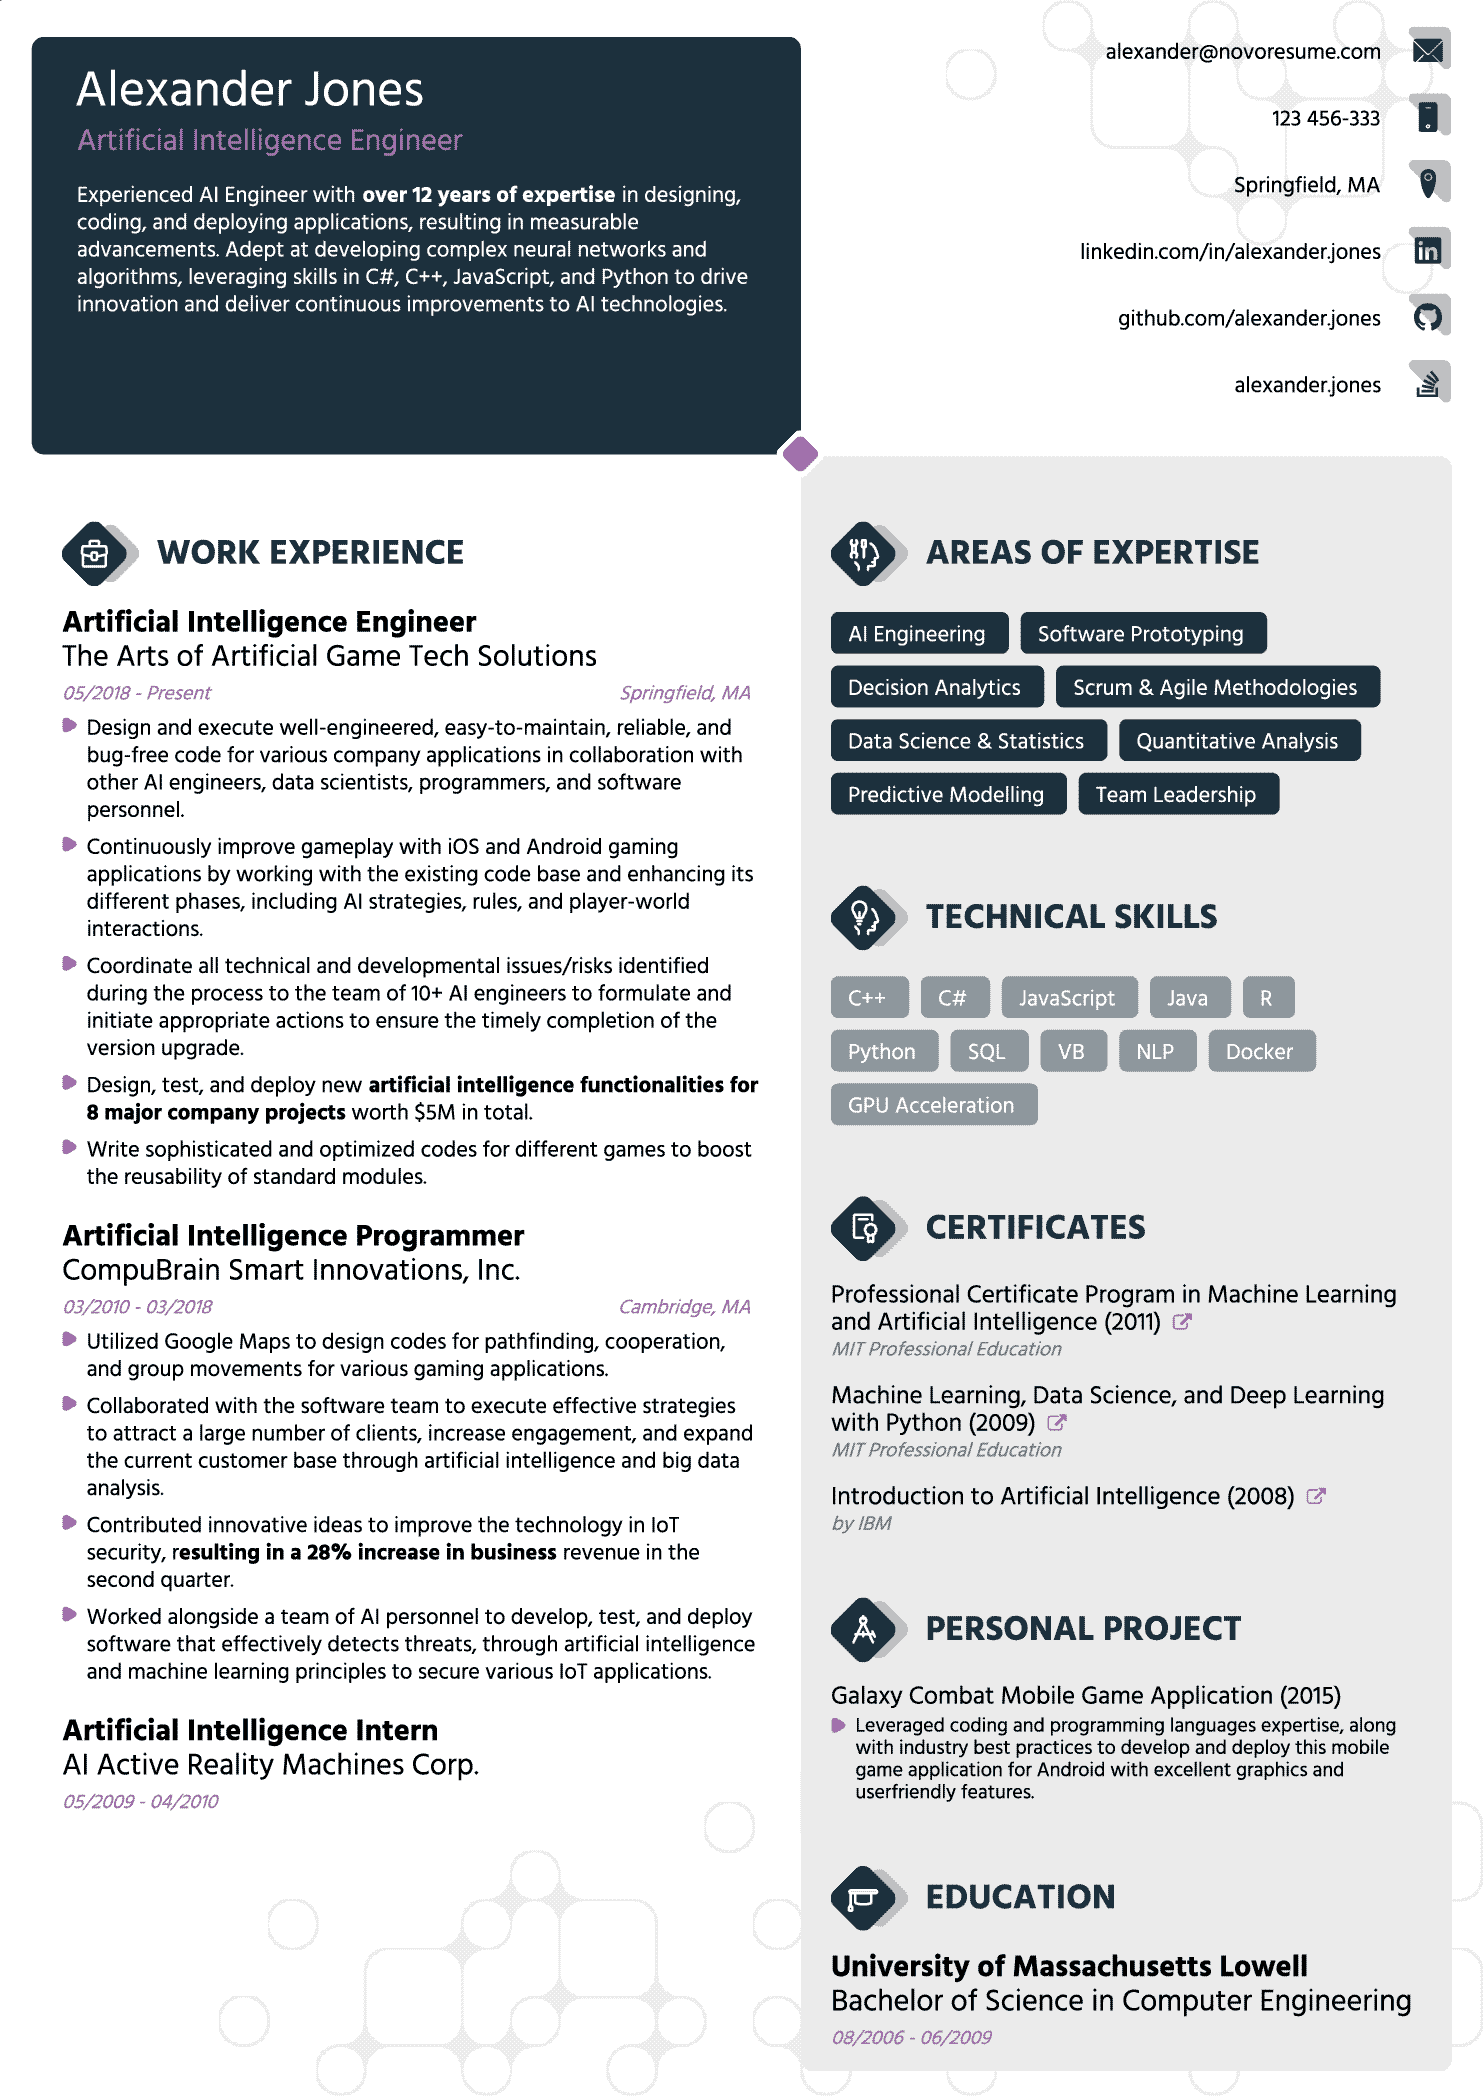 Alexander Jones
Artificial Intelligence Engineer
Experienced AI Engineer with over 12 years of expertise in designing,
coding, and deploying applications, resulting in measurable
advancements. Adept at developing complex neural networks and
algorithms, leveraging skills in C#, C++, JavaScript, and Python to drive
innovation and deliver continuous improvements to AI technologies.
alexander@novoresume.com
123 456-333
Springfield, MA
linkedin.com/in/alexander.jones
github.com/alexander.jones
alexander.jones
WORK EXPERIENCE
Artificial Intelligence Engineer
The Arts of Artificial Game Tech Solutions
05/2018 - Present Springfield, MA
Design and execute well-engineered, easy-to-maintain, reliable, and
bug-free code for various company applications in collaboration with
other AI engineers, data scientists, programmers, and software
personnel.
Continuously improve gameplay with iOS and Android gaming
applications by working with the existing code base and enhancing its
different phases, including AI strategies, rules, and player-world
interactions.
Coordinate all technical and developmental issues/risks identified
during the process to the team of 10+ AI engineers to formulate and
initiate appropriate actions to ensure the timely completion of the
version upgrade.
Design, test, and deploy new artificial intelligence functionalities for
8 major company projects worth $5M in total.
Write sophisticated and optimized codes for different games to boost
the reusability of standard modules.
Artificial Intelligence Programmer
CompuBrain Smart Innovations, Inc.
03/2010 - 03/2018 Cambridge, MA
Utilized Google Maps to design codes for pathfinding, cooperation,
and group movements for various gaming applications.
Collaborated with the software team to execute effective strategies
to attract a large number of clients, increase engagement, and expand
the current customer base through artificial intelligence and big data
analysis.
Contributed innovative ideas to improve the technology in IoT
security, resulting in a 28% increase in business revenue in the
second quarter.
Worked alongside a team of AI personnel to develop, test, and deploy
software that effectively detects threats, through artificial intelligence
and machine learning principles to secure various IoT applications.
Artificial Intelligence Intern
AI Active Reality Machines Corp.
05/2009 - 04/2010
AREAS OF EXPERTISE
AI Engineering Software Prototyping
Decision Analytics Scrum & Agile Methodologies
Data Science & Statistics Quantitative Analysis
Predictive Modelling Team Leadership
TECHNICAL SKILLS
C++ C# JavaScript Java R
Python SQL VB NLP Docker
GPU Acceleration
CERTIFICATES
Professional Certificate Program in Machine Learning
and Artificial Intelligence (2011)
MIT Professional Education
Machine Learning, Data Science, and Deep Learning
with Python (2009)
MIT Professional Education
Introduction to Artificial Intelligence (2008)
by IBM
PERSONAL PROJECT
Galaxy Combat Mobile Game Application (2015)
Leveraged coding and programming languages expertise, along
with industry best practices to develop and deploy this mobile
game application for Android with excellent graphics and
userfriendly features.
EDUCATION
University of Massachusetts Lowell
Bachelor of Science in Computer Engineering
08/2006 - 06/2009